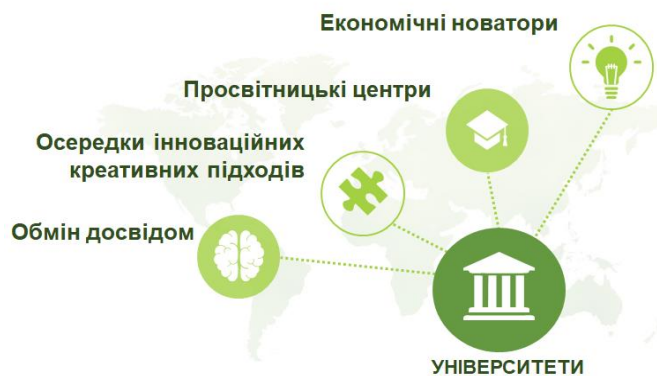 Економічні новатори
Просвітницькі центри
Осередки інноваційних
креативних підходів
Обмін досвідом
УНІВЕРСИТЕТИ